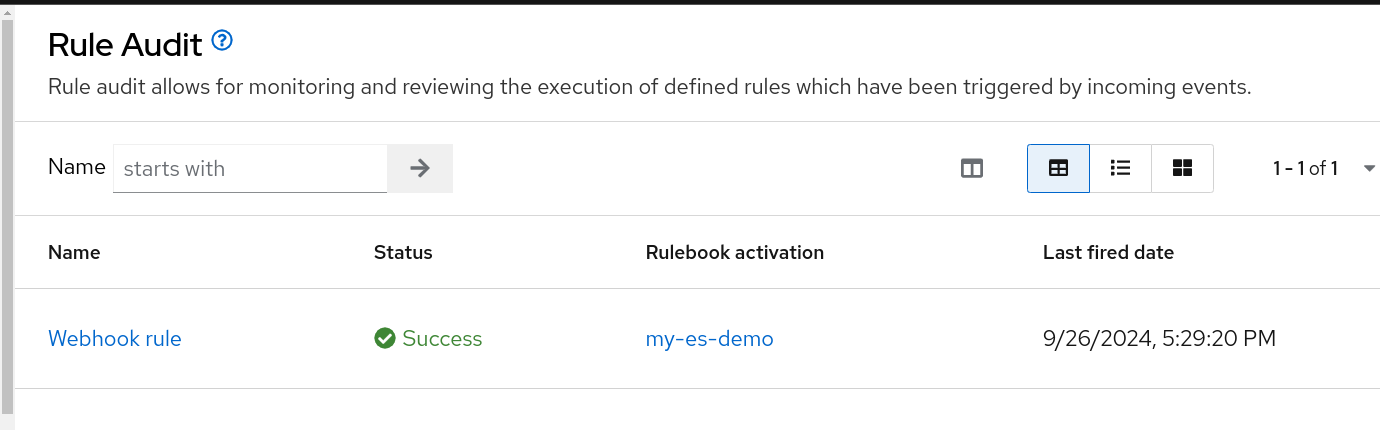 Rule Audit
Rule audit allows for monitoring and reviewing the execution of defined rules which have been triggered by incoming events.
Name starts with 1 - 1 of 1
Name Status Rulebook activation Last fired date
Webhook rule Success my-es-demo 9/26/2024, 5:29:20 PM